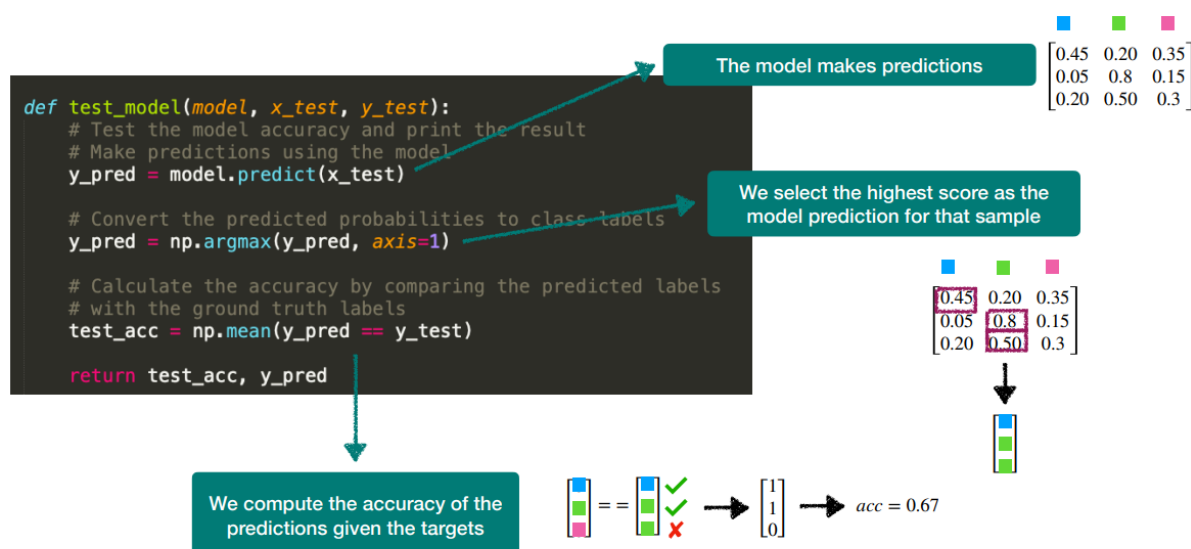 The model makes predictions
0.45 0.20 0.35
0.05 0.8 0.15
0.20 0.50 0.3
def test_model(model, x_test, y_test):
# Test the model accuracy and print the result
# Make predictions using the model
y_pred = model.predict(x_test)
We select the highest score as the
model prediction for that sample
# Convert the predicted probabilities to class labels
y_pred = np.argmax(y_pred, axis=1)
# Calculate the accuracy by comparing the predicted labels
# with the ground truth labels
test_acc = np.mean(y_pred == y_test)
return test_acc, y_pred
0.45 0.20 0.35
0.05 0.8 0.15
0.20 0.50 0.3
We compute the accuracy of the
predictions given the targets
==
1
1
0
acc = 0.67